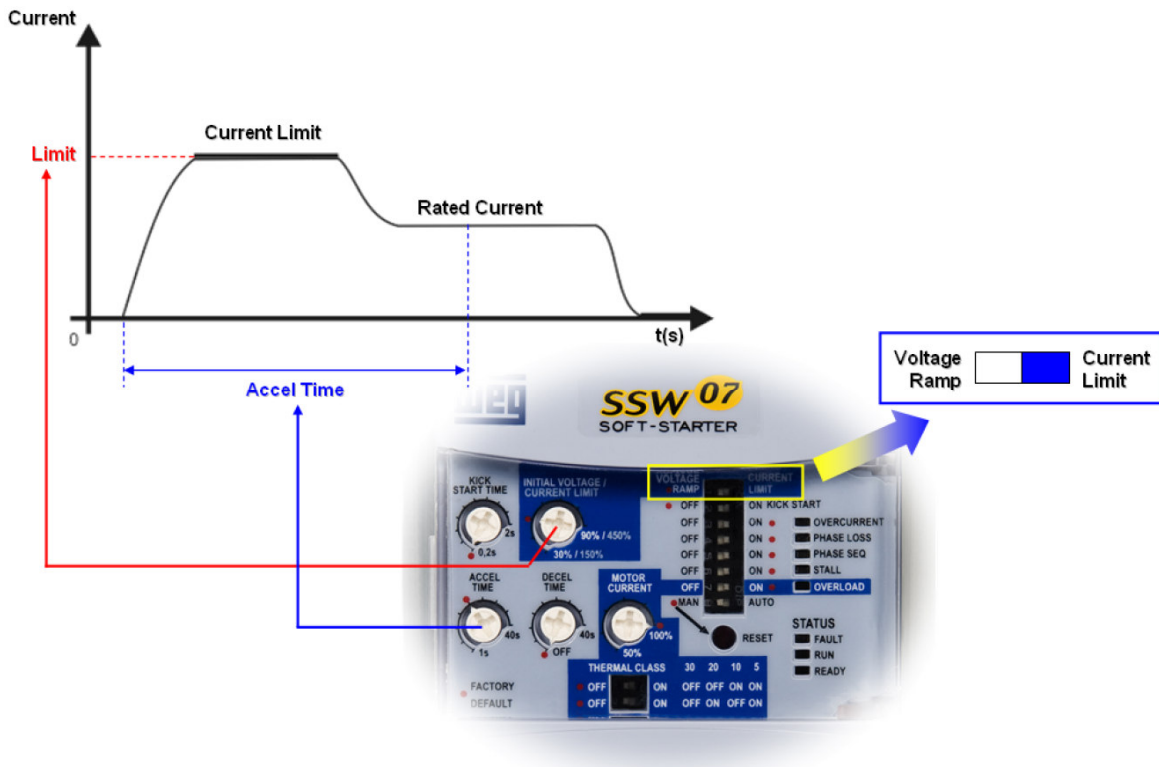 Current
Current Limit
Limit
Rated Current
0
t(s)
Accel Time
Voltage
Ramp
Current
Limit
weg
SSW 07
SOFT-STARTER
KICK
START TIME
2s
0,2s
INITIAL VOLTAGE /
CURRENT LIMIT
90% / 450%
30% / 150%
VOLTAGE
RAMP
CURRENT
LIMIT
OFF ON KICK START
OFF ON OVERCURRENT
OFF ON PHASE LOSS
OFF ON PHASE SEQ
OFF ON STALL
OFF ON OVERLOAD
MAN AUTO
ACCEL
TIME
40s
1s
DECEL
TIME
40s
OFF
MOTOR
CURRENT
100%
50%
RESET
STATUS
FAULT
RUN
READY
FACTORY
DEFAULT
THERMAL CLASS 30 20 10 5
OFF ON OFF OFF ON ON
OFF ON OFF ON OFF ON